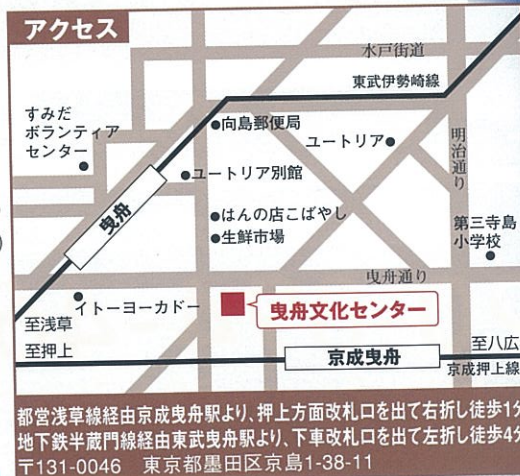 アクセス
水戸街道
東武伊勢崎線
すみだ
ボランティア
センター
向島郵便局
ユートリア
明治通り
ユートリア別館
曳舟
はんの店こばやし
生鮮市場
第三寺島
小学校
曳舟通り
イトーヨーカドー
曳舟文化センター
至浅草
至押上
京成曳舟
至八広
京成押上線
都営浅草線経由京成曳舟駅より、押上方面改札口を出て右折し徒歩1分
地下鉄半蔵門線経由東武曳舟駅より、下車改札口を出て左折し徒歩4分
〒131-0046 東京都墨田区京島1-38-11